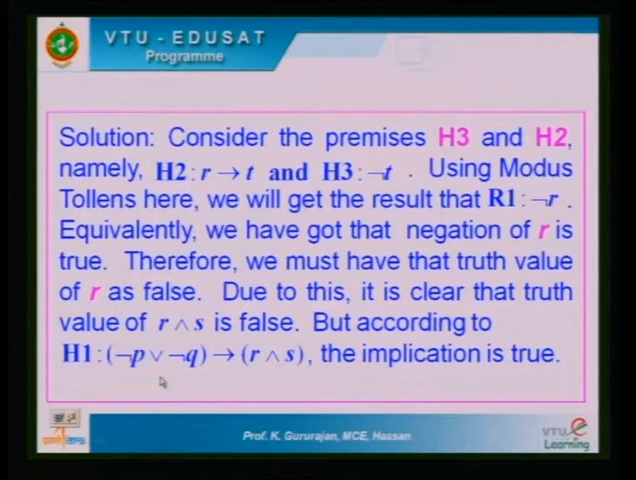 VTU - EDUSAT
Programme
Solution: Consider the premises H3 and H2,
namely, H2 : r → t and H3 : ¬t . Using Modus
Tollens here, we will get the result that R1 : ¬r .
Equivalently, we have got that negation of r is
true. Therefore, we must have that truth value
of r as false. Due to this, it is clear that truth
value of r ∧ s is false. But according to
H1 : (¬p ∨ ¬q) → (r ∧ s), the implication is true.
Prof. K. Gururajan, MCE, Hassan
VTU e
Learning